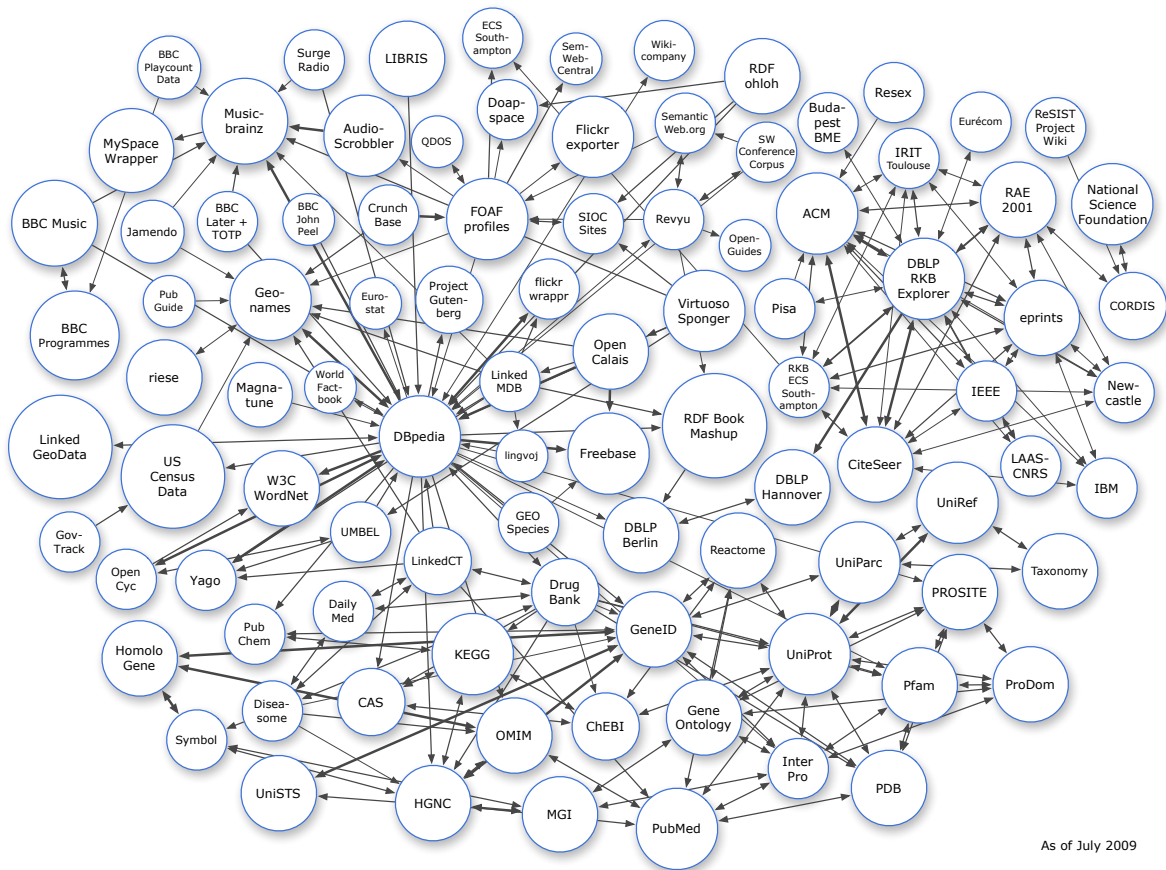 ECS
South-
ampton
BBC
Playcount
Data
Surge
Radio
LIBRIS
Sem-
Web-
Central
Wiki-
company
RDF
ohloh
Resex
Music-
brainz
Doap-
space
Flickr
exporter
Semantic
Web.org
Buda-
pest
BME
Eurécom
ReSIST
Project
Wiki
MySpace
Wrapper
Audio-
Scrobbler
QDOS
SW
Conference
Corpus
IRIT
Toulouse
RAE
2001
National
Science
Foundation
BBC Music
Jamendo
BBC
Later +
TOTP
BBC
John
Peel
Crunch
Base
FOAF
profiles
SIOC
Sites
Revyu
Open-
Guides
ACM
DBLP
RKB
Explorer
Pub
Guide
Geo-
names
Euro-
stat
Project
Guten-
berg
flickr
wrappr
Virtuoso
Sponger
Pisa
eprints
CORDIS
BBC
Programmes
riese
Magna-
tune
World
Fact-
book
Linked
MDB
Open
Calais
RKB
ECS
South-
ampton
IEEE
New-
castle
Linked
GeoData
US
Census
Data
DBpedia
lingvoj
Freebase
RDF Book
Mashup
CiteSeer
LAAS-
CNRS
IBM
W3C
WordNet
DBLP
Hannover
UniRef
Gov-
Track
Open
Cyc
Yago
UMBEL
GEO
Species
DBLP
Berlin
Reactome
UniParc
Taxonomy
LinkedCT
Drug
Bank
PROSITE
Daily
Med
Pub
Chem
Homolo
Gene
KEGG
GeneID
UniProt
Pfam
ProDom
Disea-
some
CAS
ChEBI
Gene
Ontology
Symbol
OMIM
Inter
Pro
UniSTS
HGNC
MGI
PubMed
PDB
As of July 2009